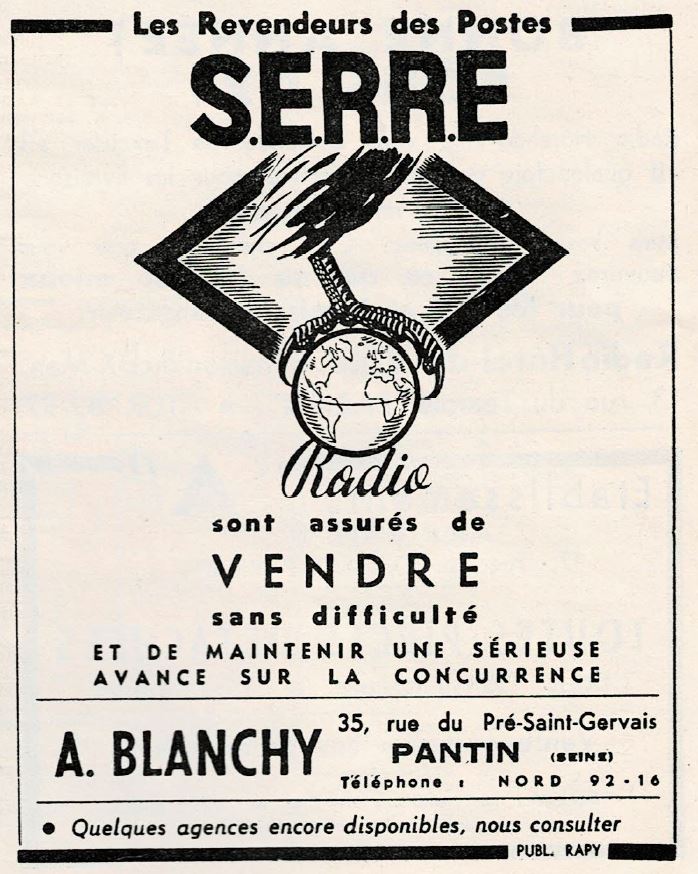 Les Revendeurs des Postes
S.E.R.R.E
Radio
sont assurés de
VENDRE
sans difficulté
ET DE MAINTENIR UNE SÉRIEUSE
AVANCE SUR LA CONCURRENCE
A. BLANCHY
35, rue du Pré-Saint-Gervais
PANTIN (SEINE)
Téléphone : NORD 92-16
• Quelques agences encore disponibles, nous consulter
PUBL. RAPY